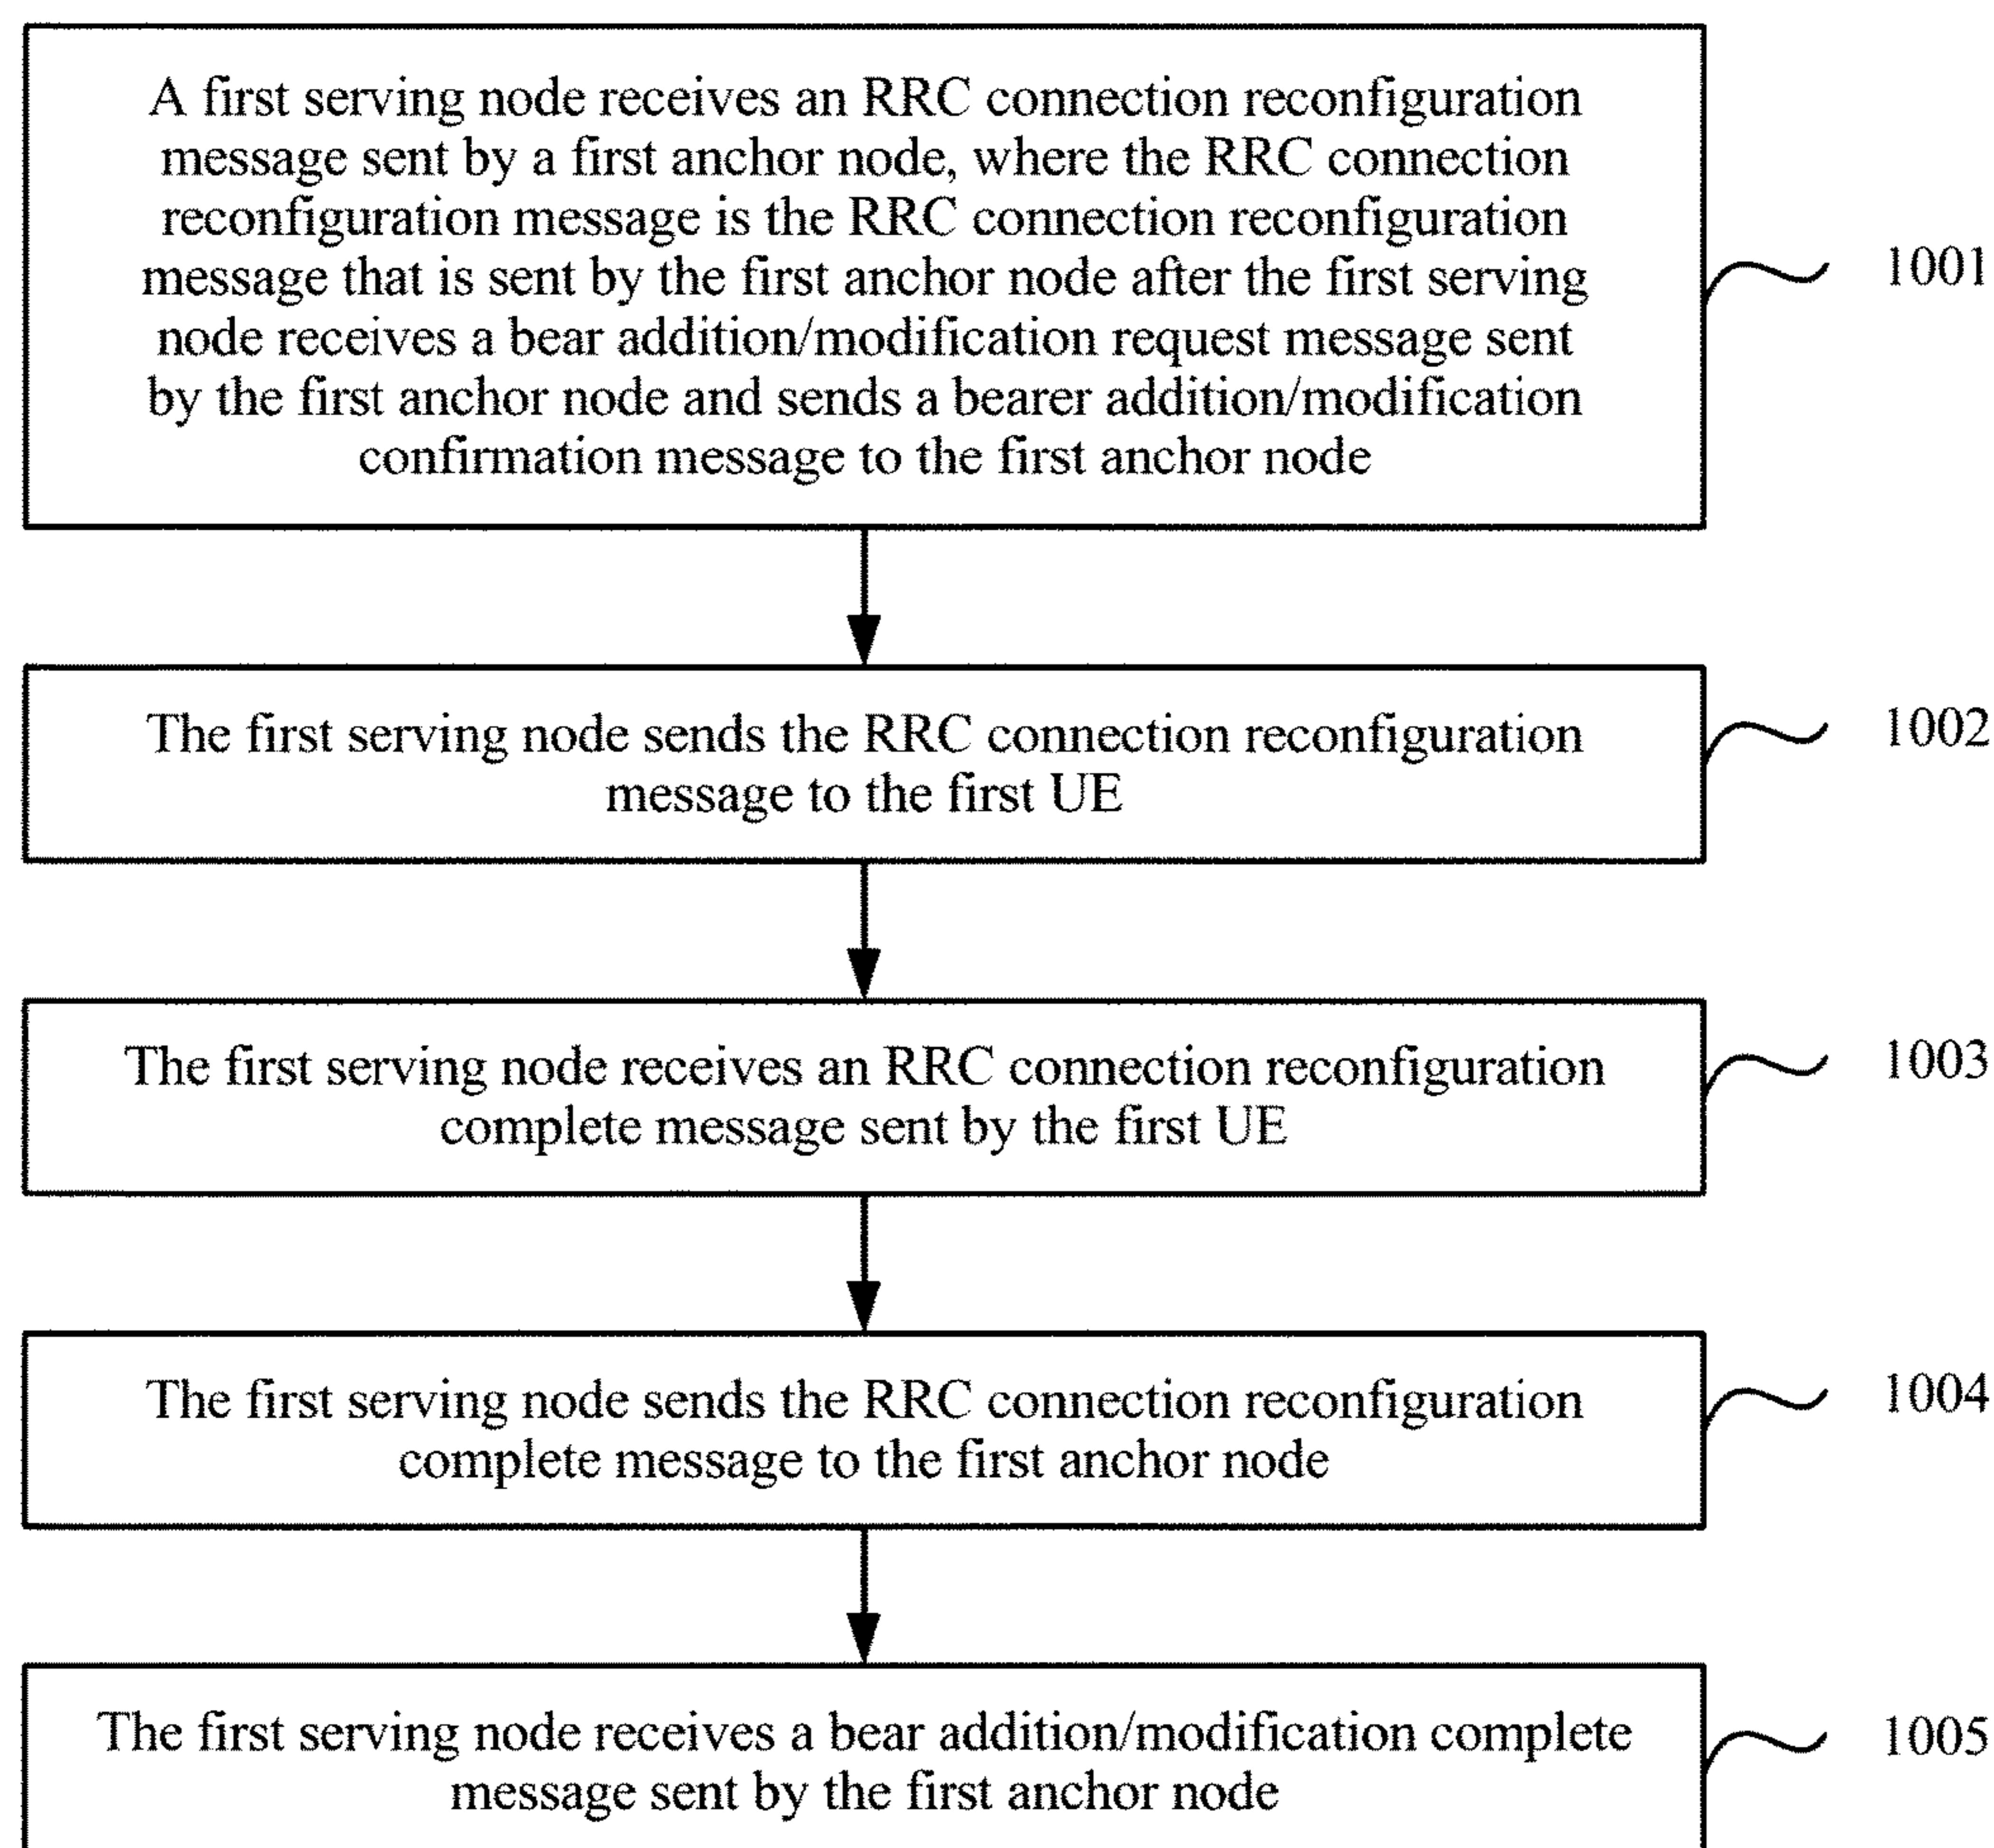 A first serving node receives an RRC connection reconfiguration
message sent by a first anchor node, where the RRC connection
reconfiguration message is the RRC connection reconfiguration
message that is sent by the first anchor node after the first serving
node receives a bear addition/modification request message sent
by the first anchor node and sends a bearer addition/modification
confirmation message to the first anchor node
1001
The first serving node sends the RRC connection reconfiguration
message to the first UE
1002
The first serving node receives an RRC connection reconfiguration
complete message sent by the first UE
1003
The first serving node sends the RRC connection reconfiguration
complete message to the first anchor node
1004
The first serving node receives a bear addition/modification complete
message sent by the first anchor node
1005